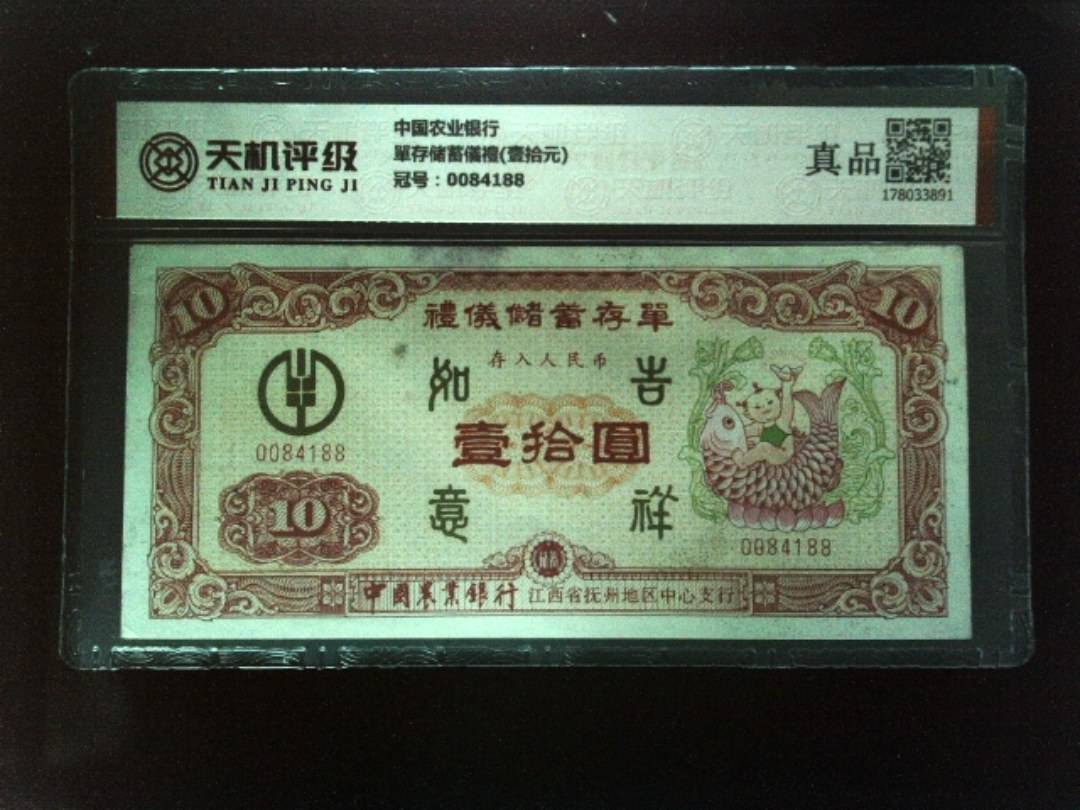 天机评级
TIAN JI PING JI
中国农业银行
單存储蓄儀禮(壹拾元)
冠号：0084188
真品
178033891
10
10
禮儀儲蓄存單
存入人民币
如
吉
0084188
壹拾圓
10
意
祥
0084188
中國農業銀行 江西省抚州地区中心支行